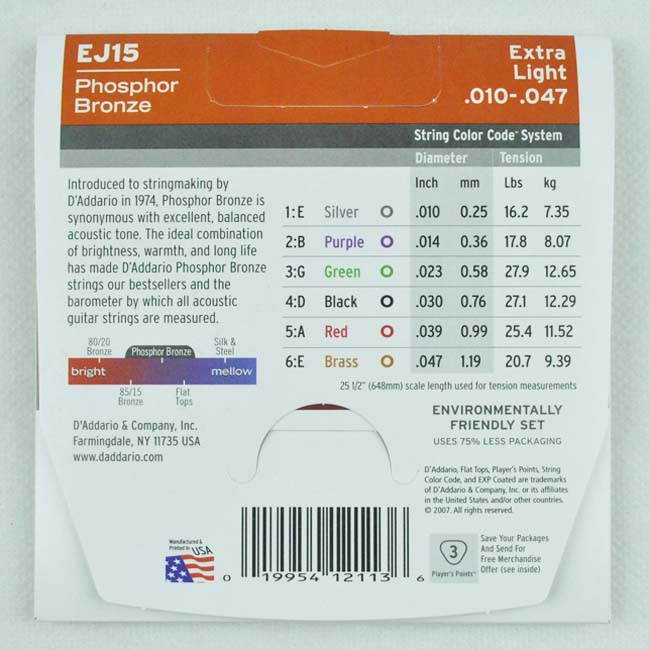 EJ15
Phosphor
Bronze
Extra
Light
.010-.047
String Color Code™ System
Diameter Tension
Inch mm Lbs kg
1:E Silver .010 0.25 16.2 7.35
2:B Purple .014 0.36 17.8 8.07
3:G Green .023 0.58 27.9 12.65
4:D Black .030 0.76 27.1 12.29
5:A Red .039 0.99 25.4 11.52
6:E Brass .047 1.19 20.7 9.39
25 1/2" (648mm) scale length used for tension measurements
Introduced to stringmaking by
D'Addario in 1974, Phosphor Bronze is
synonymous with excellent, balanced
acoustic tone. The ideal combination
of brightness, warmth, and long life
has made D'Addario Phosphor Bronze
strings our bestsellers and the
barometer by which all acoustic
guitar strings are measured.
80/20
Bronze
Phosphor Bronze
Silk &
Steel
bright
mellow
85/15
Bronze
Flat
Tops
D'Addario & Company, Inc.
Farmingdale, NY 11735 USA
www.daddario.com
ENVIRONMENTALLY
FRIENDLY SET
USES 75% LESS PACKAGING
D'Addario, Flat Tops, Player's Points, String
Color Code, and EXP Coated are trademarks
of D'Addario & Company, Inc. or its affiliates
in the United States and/or other countries.
© 2007. All rights reserved.
Manufactured &
Printed in USA
0 19954 12113 6
3
Player's Points™
Save Your Packages
And Send For
Free Merchandise
Offer (see inside)